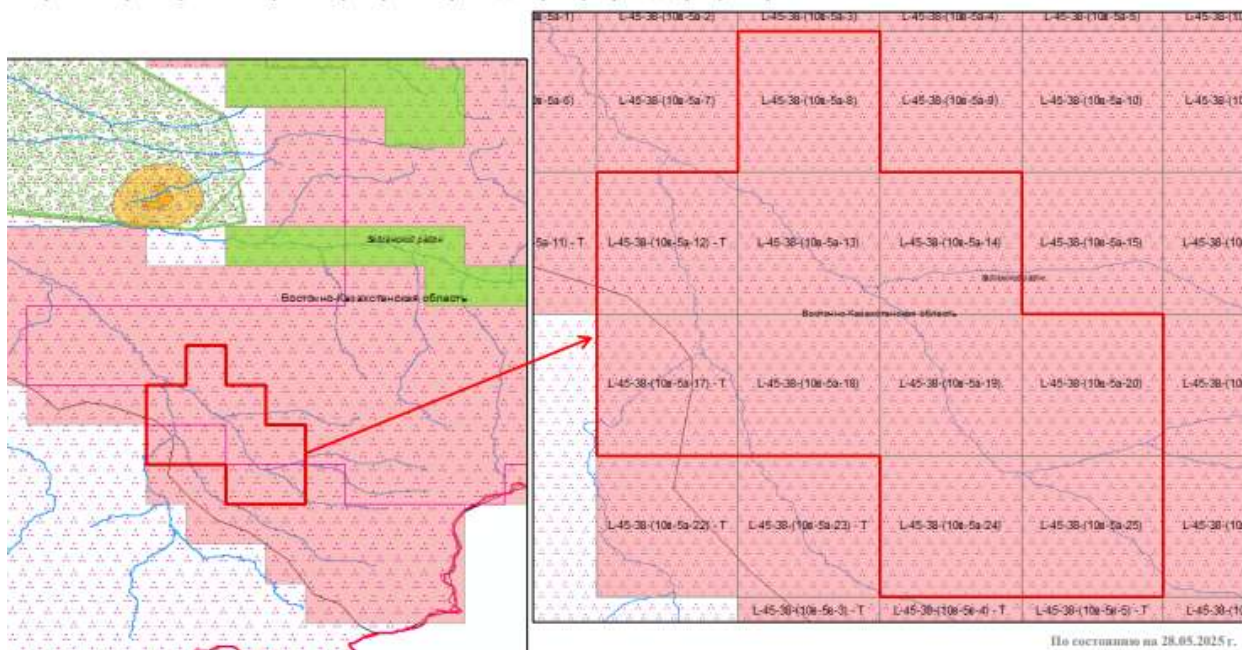 L-45-38-(10в-5а-2) L-45-38-(10в-5а-3) L-45-38-(10в-5а-4) L-45-38-(10в-5а-5)
L-45-38-(10в-5а-7) L-45-38-(10в-5а-8) L-45-38-(10в-5а-9) L-45-38-(10в-5а-10)
5а-11) - Т L-45-38-(10в-5а-12) - Т L-45-38-(10в-5а-13) L-45-38-(10в-5а-14) L-45-38-(10в-5а-15)
Восточно-Казахстанская область
Восточно-Казахстанская область
L-45-38-(10в-5а-17) - Т L-45-38-(10в-5а-18) L-45-38-(10в-5а-19) L-45-38-(10в-5а-20)
L-45-38-(10в-5а-22) - Т L-45-38-(10в-5а-23) - Т L-45-38-(10в-5а-24) L-45-38-(10в-5а-25)
L-45-38-(10в-5в-3) - Т L-45-38-(10в-5в-4) - Т L-45-38-(10в-5в-5) - Т
По состоянию на 28.05.2025 г.